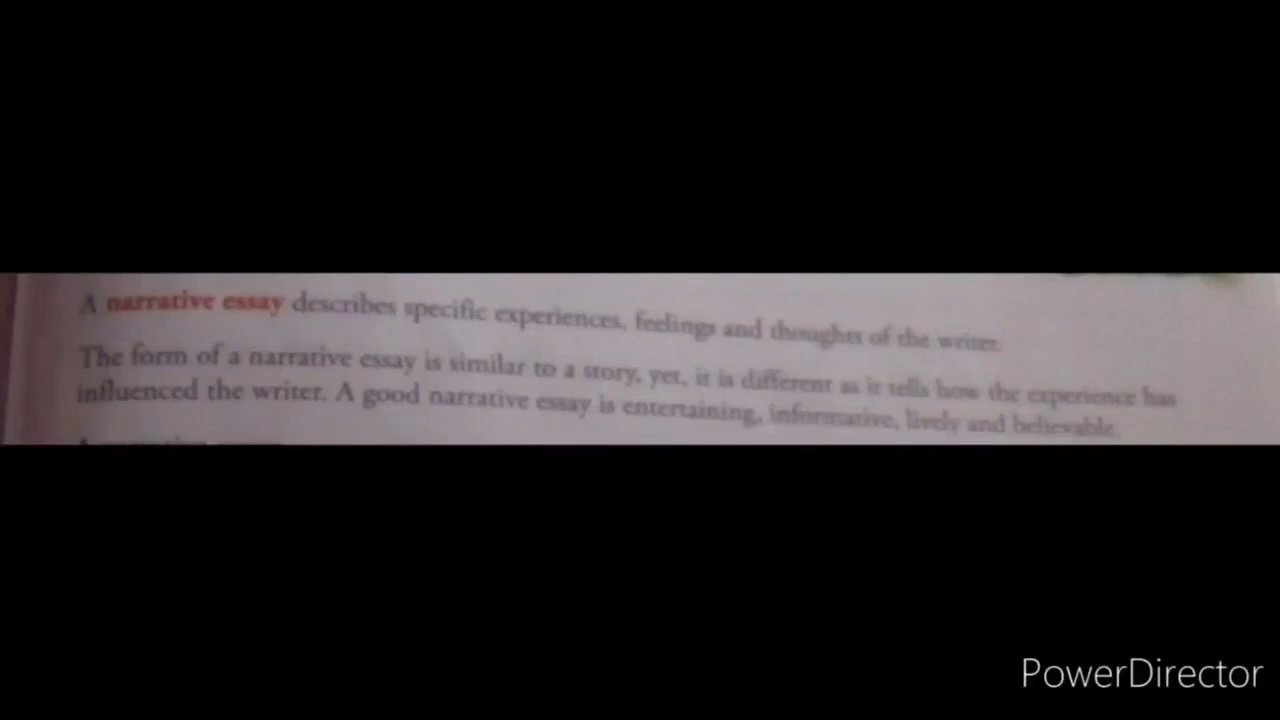 A narrative essay describes specific experiences, feelings and thoughts of the writer.
The form of a narrative essay is similar to a story, yet, it is different as it tells how the experience has
influenced the writer. A good narrative essay is entertaining, informative, lively and believable.
PowerDirector